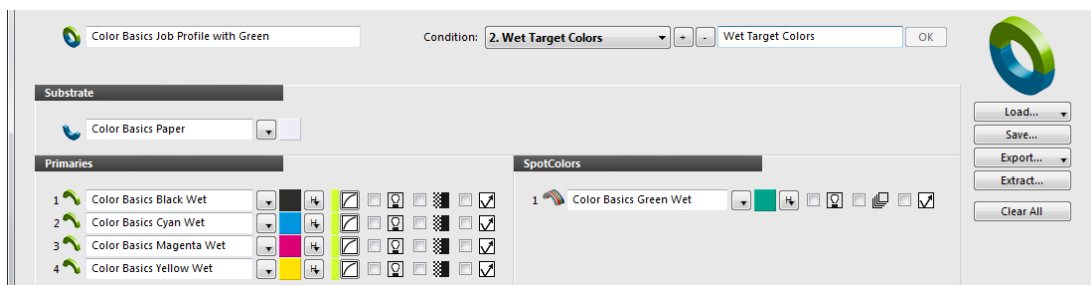 Color Basics Job Profile with Green
Condition: 2. Wet Target Colors + - Wet Target Colors OK
Substrate
Color Basics Paper
Load...
Save...
Export...
Extract...
Clear All
Primaries
1 Color Basics Black Wet
2 Color Basics Cyan Wet
3 Color Basics Magenta Wet
4 Color Basics Yellow Wet
SpotColors
1 Color Basics Green Wet